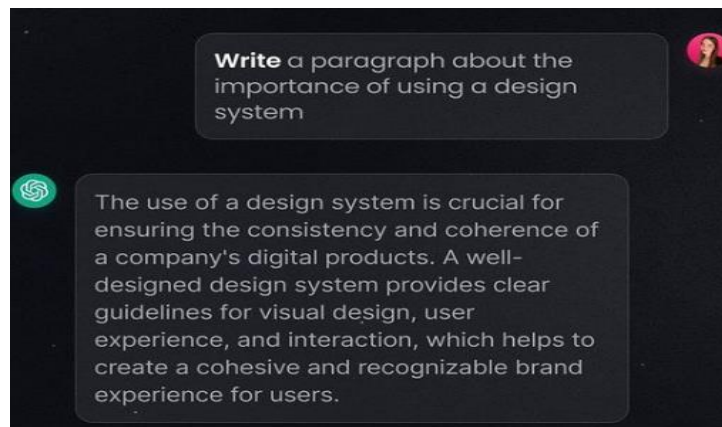 Write a paragraph about the
importance of using a design
system
The use of a design system is crucial for
ensuring the consistency and coherence of
a company's digital products. A well-
designed design system provides clear
guidelines for visual design, user
experience, and interaction, which helps to
create a cohesive and recognizable brand
experience for users.